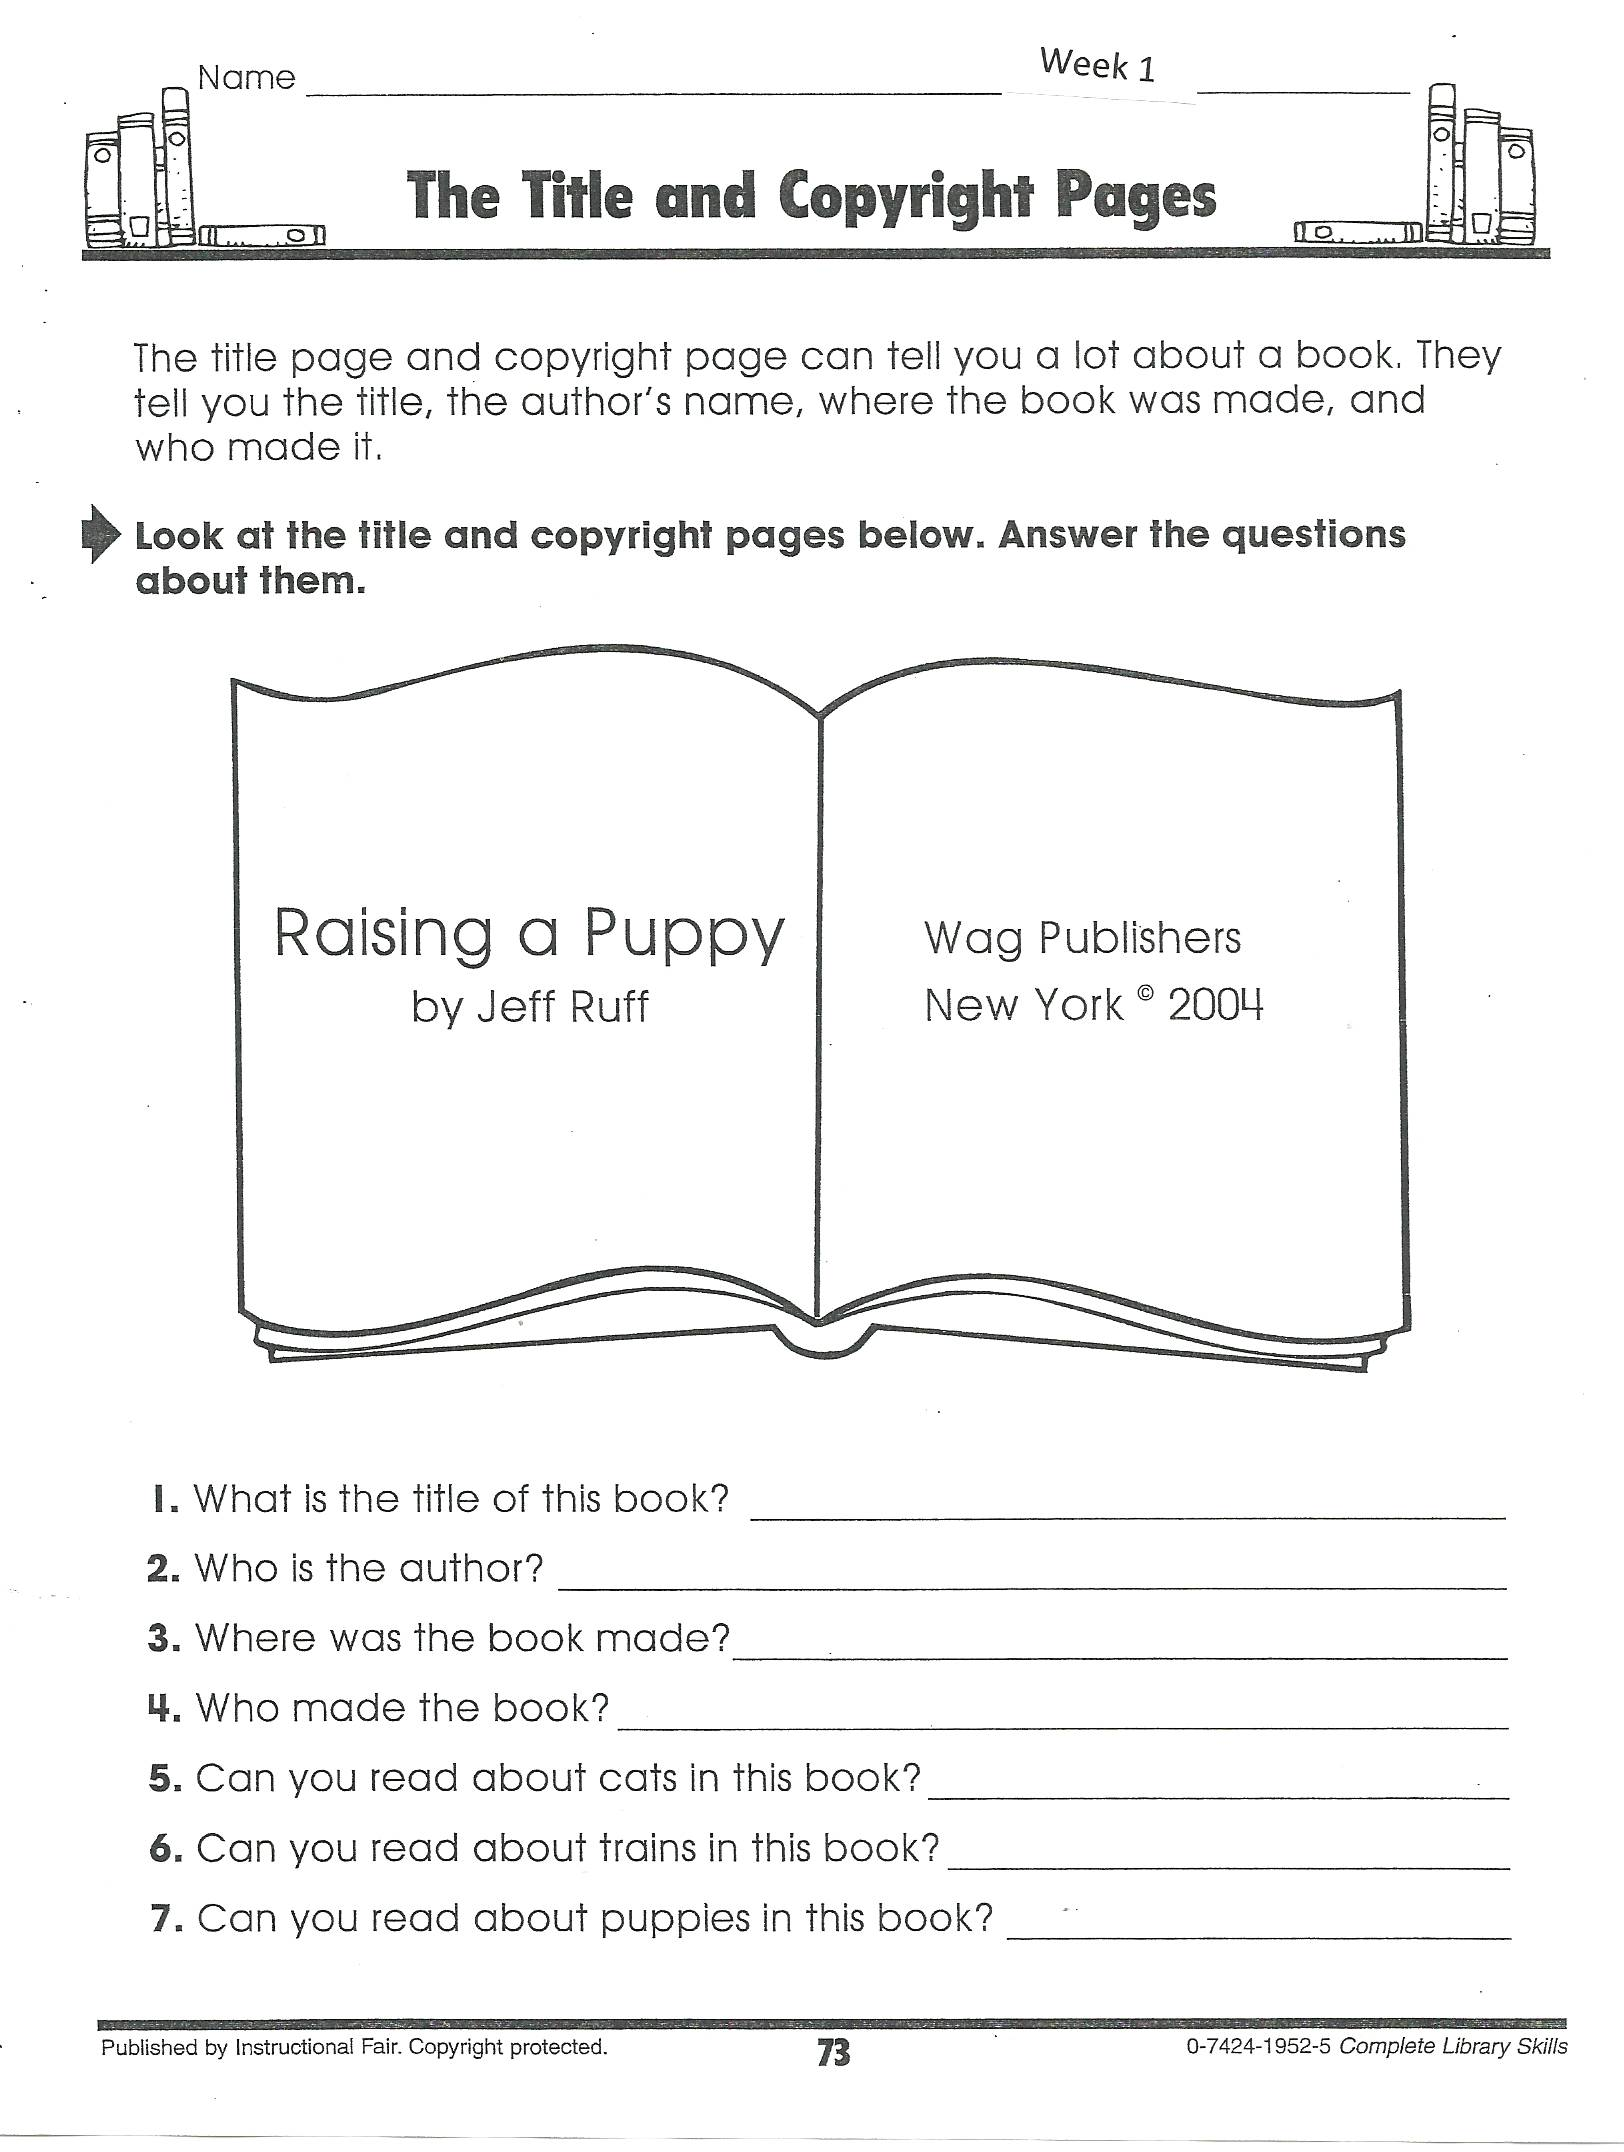 Name
Week 1
The Title and Copyright Pages
The title page and copyright page can tell you a lot about a book. They
tell you the title, the author's name, where the book was made, and
who made it.
Look at the title and copyright pages below. Answer the questions
about them.
Raising a Puppy
by Jeff Ruff
Wag Publishers
New York © 2004
1. What is the title of this book?
2. Who is the author?
3. Where was the book made?
4. Who made the book?
5. Can you read about cats in this book?
6. Can you read about trains in this book?
7. Can you read about puppies in this book?
Published by Instructional Fair. Copyright protected.
73
0-7424-1952-5 Complete Library Skills